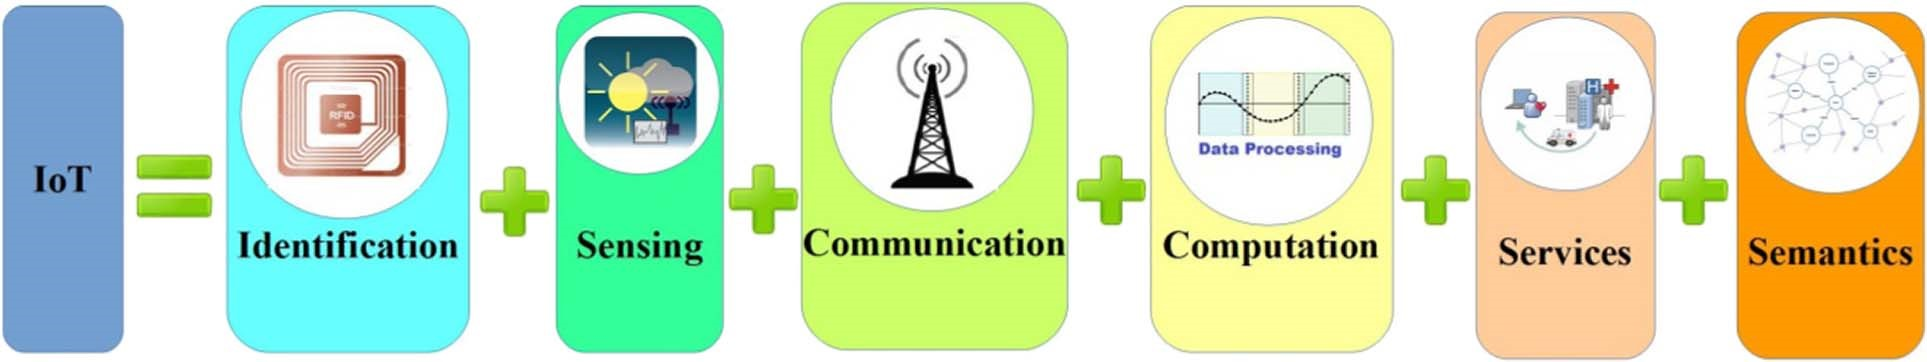 IoT
RFID
Identification
Sensing
Communication
Data Processing
Computation
H
Services
Semantics